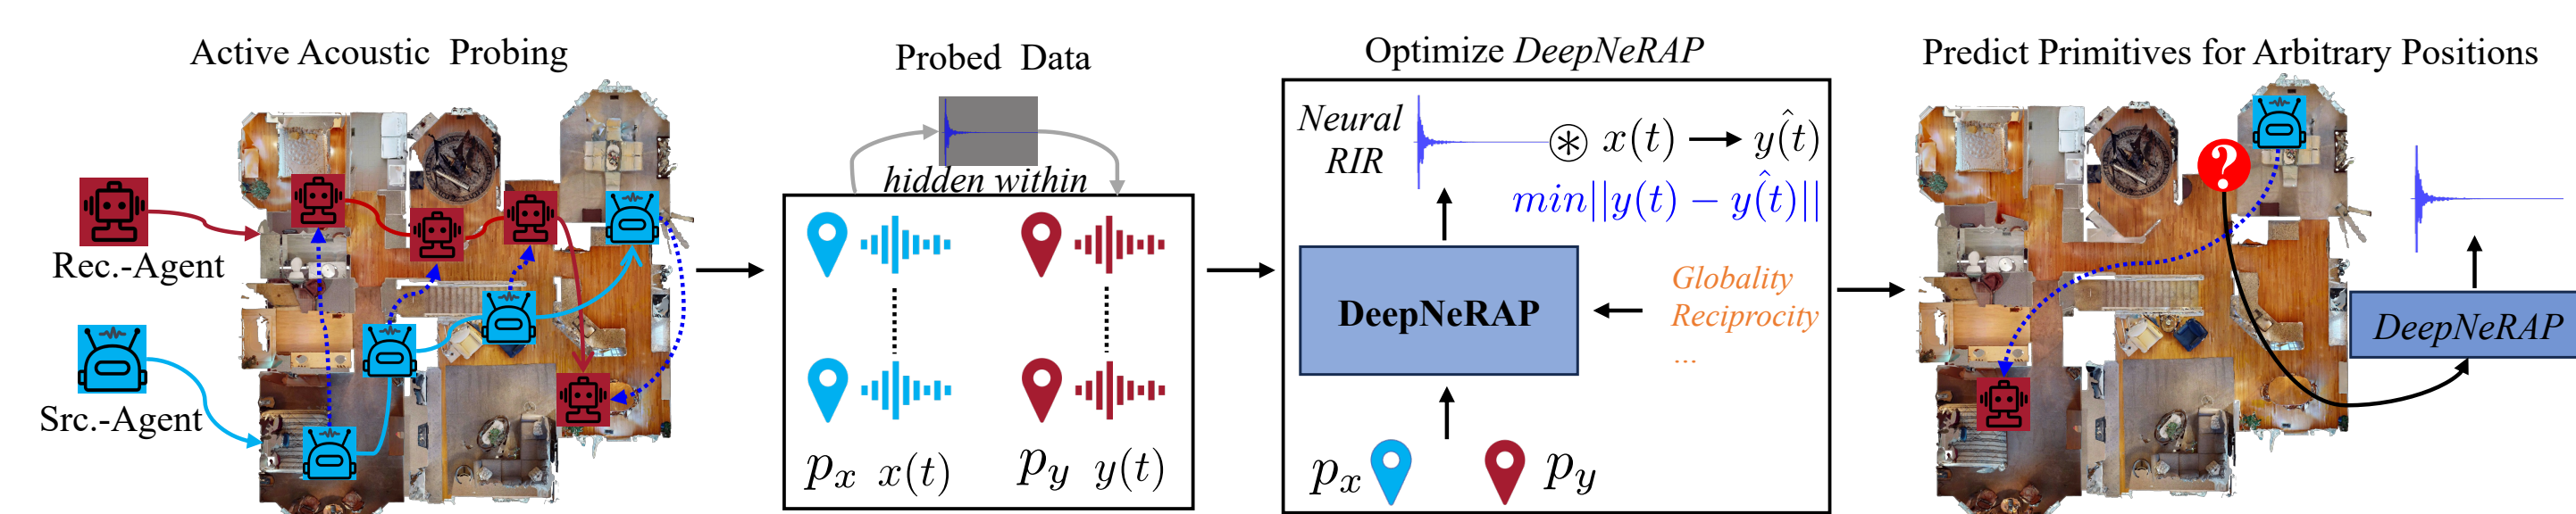 Active Acoustic Probing
Rec.-Agent
Src.-Agent
Probed Data
hidden within
p_x x(t) p_y y(t)
Optimize DeepNeRAP
Neural
RIR
⊛ x(t) → ŷ(t)
min||y(t) − ŷ(t)||
DeepNeRAP
Globality
Reciprocity
...
p_x p_y
Predict Primitives for Arbitrary Positions
?
DeepNeRAP